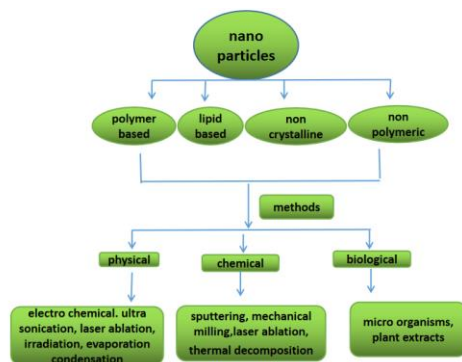 nano
particles
polymer
based
lipid
based
non
crystalline
non
polymeric
methods
physical
chemical
biological
electro chemical. ultra
sonication, laser ablation,
irradiation, evaporation
condensation
sputtering, mechanical
milling,laser ablation,
thermal decomposition
micro organisms,
plant extracts